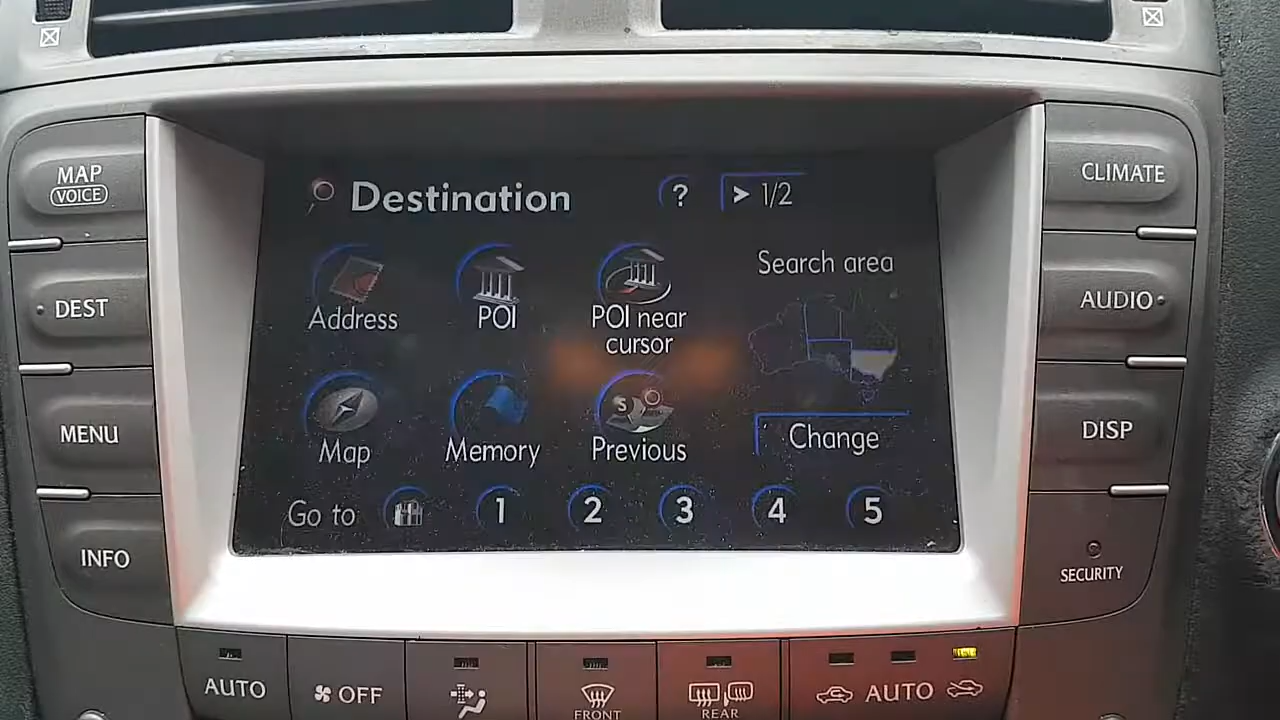 MAP
VOICE
DEST
MENU
INFO
Destination
?
1/2
Address
POI
POI near
cursor
Search area
Map
Memory
S
Previous
Change
Go to
1
2
3
4
5
CLIMATE
AUDIO
DISP
SECURITY
AUTO
OFF
FRONT
REAR
AUTO